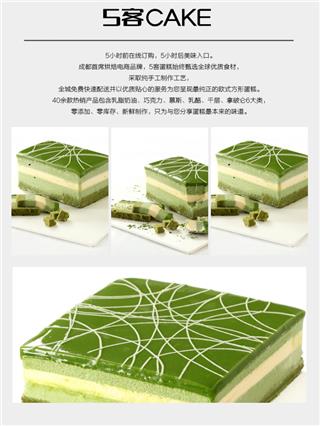 5客CAKE
5小时前在线订购，5小时后美味入口。
成都首席烘焙电商品牌，5客蛋糕始终甄选全球优质食材，
采取纯手工制作工艺，
全城免费快速配送并以优质贴心的服务为您呈现最纯正的欧式方形蛋糕。
40余款热销产品包含乳脂奶油、巧克力、慕斯、乳酪、千层、拿破仑6大类，
零添加、零库存、新鲜制作，只为与您分享蛋糕最本来的味道。